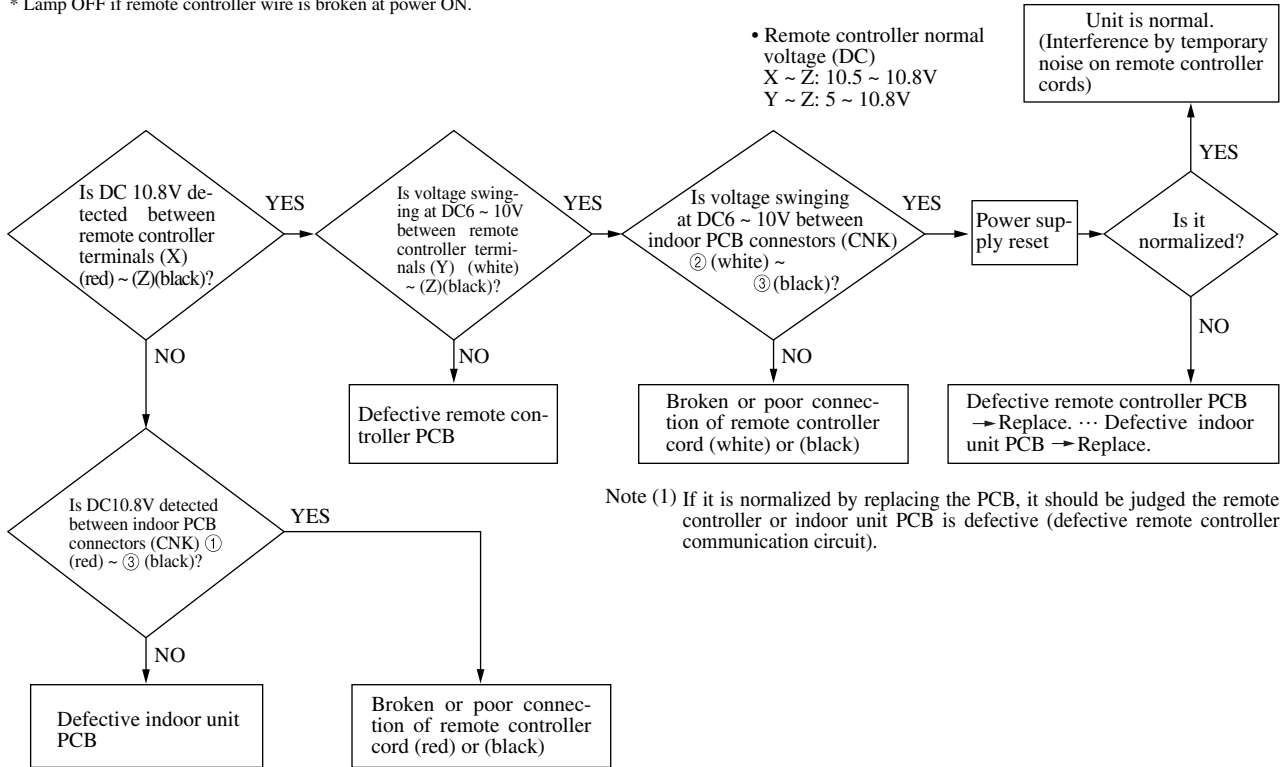 * Lamp OFF if remote controller wire is broken at power ON.
• Remote controller normal
voltage (DC)
X ~ Z: 10.5 ~ 10.8V
Y ~ Z: 5 ~ 10.8V
Unit is normal.
(Interference by temporary
noise on remote controller
cords)
YES
Is DC 10.8V de-
tected between
remote controller
terminals (X)
(red) ~ (Z)(black)?
YES
Is voltage swing-
ing at DC6 ~ 10V
between remote
controller termi-
nals (Y) (white)
~ (Z)(black)?
YES
Is voltage swinging
at DC6 ~ 10V between
indoor PCB connestors (CNK)
② (white) ~
③ (black)?
YES
Power sup-
ply reset
Is it
normalized?
NO
NO
NO
NO
Defective remote con-
troller PCB
Broken or poor connec-
tion of remote controller
cord (white) or (black)
Defective remote controller PCB
→ Replace. ··· Defective indoor
unit PCB → Replace.
Is DC10.8V detected
between indoor PCB
connectors (CNK) ①
(red) ~ ③ (black)?
YES
Note (1) If it is normalized by replacing the PCB, it should be judged the remote
controller or indoor unit PCB is defective (defective remote controller
communication circuit).
NO
Defective indoor unit
PCB
Broken or poor connec-
tion of remote controller
cord (red) or (black)